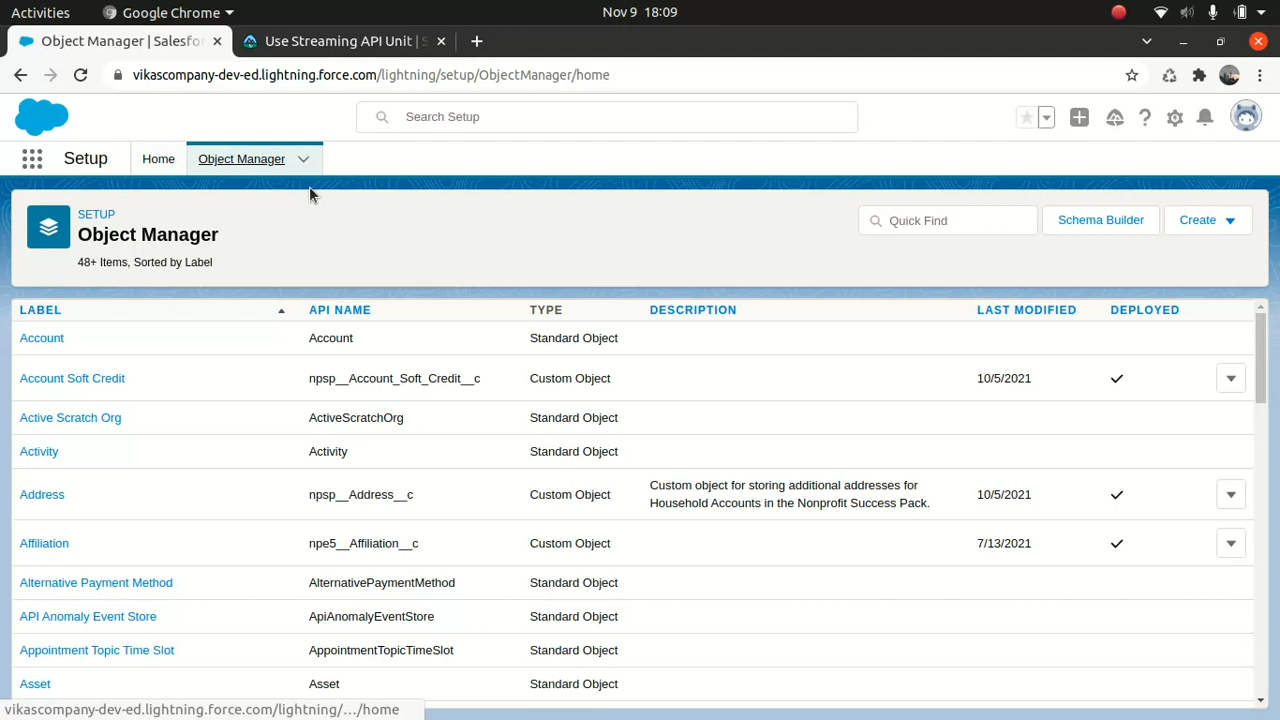 Activities
Google Chrome
Nov 9 18:09
Object Manager | Salesfor
Use Streaming API Unit | S
vikascompany-dev-ed.lightning.force.com/lightning/setup/ObjectManager/home
Search Setup
Setup
Home
Object Manager
SETUP
Object Manager
48+ Items, Sorted by Label
Quick Find
Schema Builder
Create
LABEL API NAME TYPE DESCRIPTION LAST MODIFIED DEPLOYED
Account Account Standard Object
Account Soft Credit npsp__Account_Soft_Credit__c Custom Object 10/5/2021
Active Scratch Org ActiveScratchOrg Standard Object
Activity Activity Standard Object
Address npsp__Address__c Custom Object Custom object for storing additional addresses for
Household Accounts in the Nonprofit Success Pack. 10/5/2021
Affiliation npe5__Affiliation__c Custom Object 7/13/2021
Alternative Payment Method AlternativePaymentMethod Standard Object
API Anomaly Event Store ApiAnomalyEventStore Standard Object
Appointment Topic Time Slot AppointmentTopicTimeSlot Standard Object
Asset Asset Standard Object
vikascompany-dev-ed.lightning.force.com/lightning/…/home